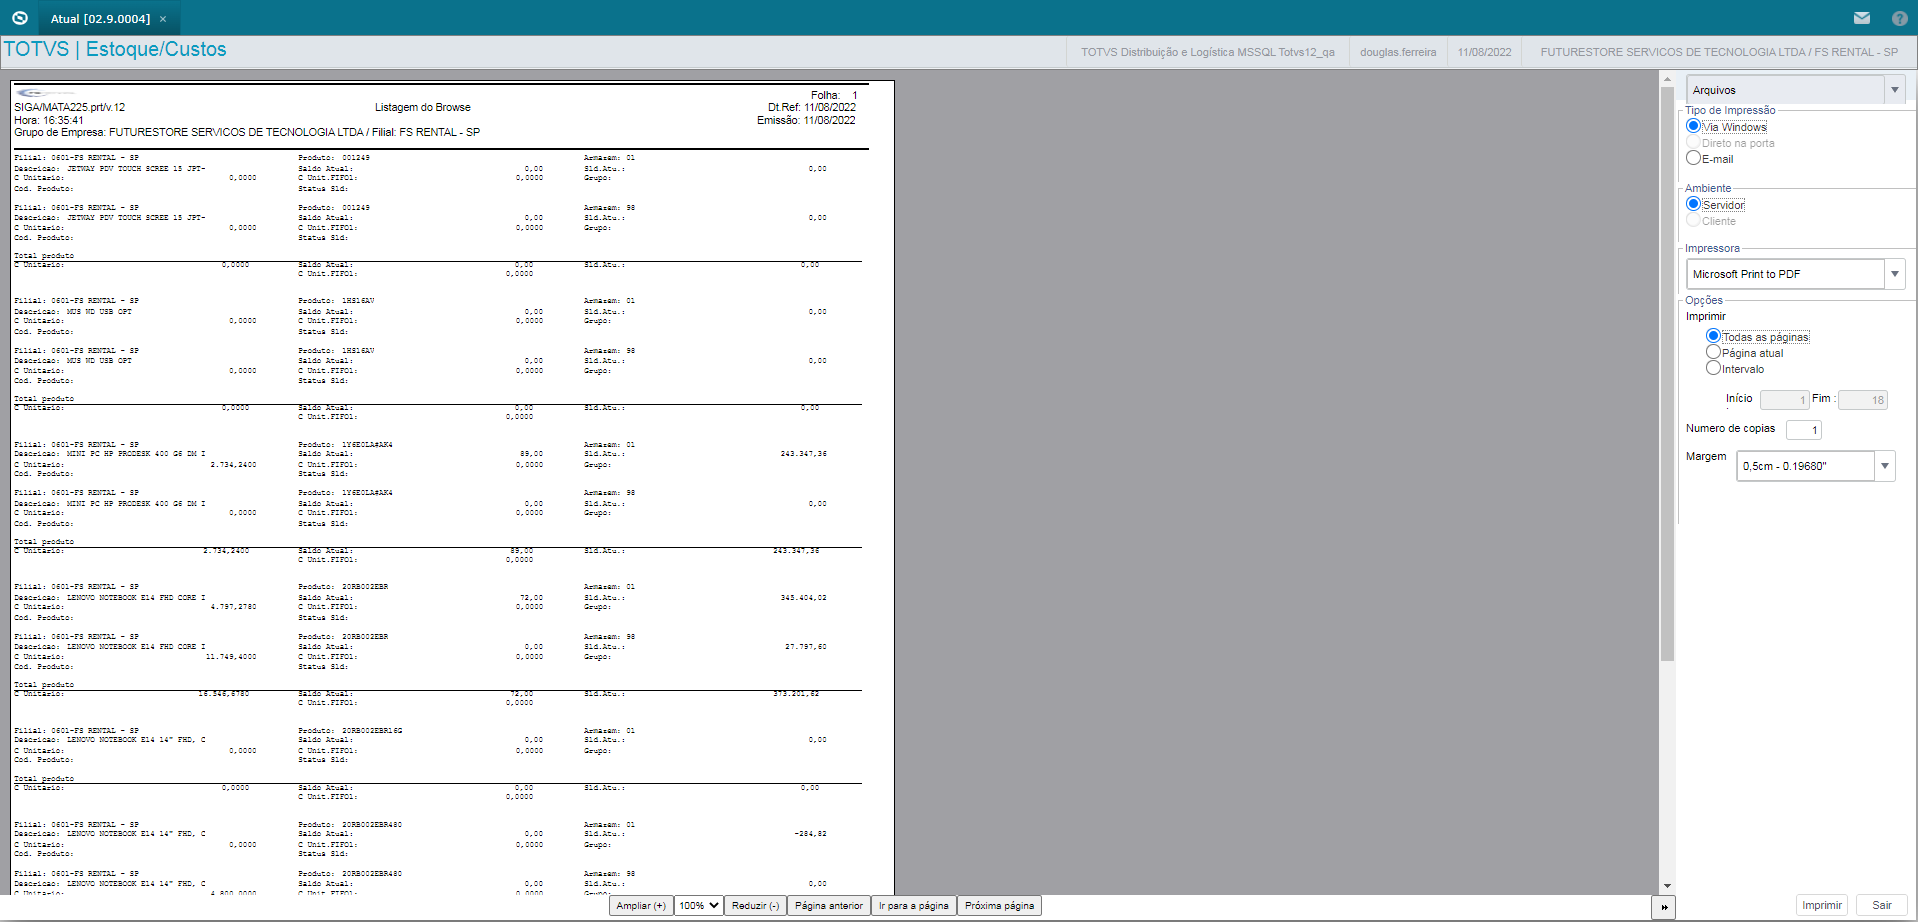 Atual [02.9.0004] ×
TOTVS | Estoque/Custos
TOTVS Distribuição e Logística MSSQL Totvs12_qa
douglas.ferreira
11/08/2022
FUTURESTORE SERVICOS DE TECNOLOGIA LTDA / FS RENTAL - SP
Folha: 1
SIGA/MATA225.prt/v.12 Listagem do Browse Dt.Ref: 11/08/2022
Hora: 16:35:41 Emissão: 11/08/2022
Grupo de Empresa: FUTURESTORE SERVICOS DE TECNOLOGIA LTDA / Filial: FS RENTAL - SP
Filial: 0601-FS RENTAL - SP Produto: 001249 Armazem: 01
Descricao: JETWAY PDV TOUCH SCREE 15 JPT- Saldo Atual: 0,00 Sld.Atu.: 0,00
C Unitario: 0,0000 C Unit.FIFO1: 0,0000 Grupo:
Cod. Produto: Status Sld:
Filial: 0601-FS RENTAL - SP Produto: 001249 Armazem: 98
Descricao: JETWAY PDV TOUCH SCREE 15 JPT- Saldo Atual: 0,00 Sld.Atu.: 0,00
C Unitario: 0,0000 C Unit.FIFO1: 0,0000 Grupo:
Cod. Produto: Status Sld:
Total produto
C Unitario: 0,0000 Saldo Atual: 0,00 Sld.Atu.: 0,00
C Unit.FIFO1: 0,0000
Filial: 0601-FS RENTAL - SP Produto: 1HS16AV Armazem: 01
Descricao: MUS WD USB OPT Saldo Atual: 0,00 Sld.Atu.: 0,00
C Unitario: 0,0000 C Unit.FIFO1: 0,0000 Grupo:
Cod. Produto: Status Sld:
Filial: 0601-FS RENTAL - SP Produto: 1HS16AV Armazem: 98
Descricao: MUS WD USB OPT Saldo Atual: 0,00 Sld.Atu.: 0,00
C Unitario: 0,0000 C Unit.FIFO1: 0,0000 Grupo:
Cod. Produto: Status Sld:
Total produto
C Unitario: 0,0000 Saldo Atual: 0,00 Sld.Atu.: 0,00
C Unit.FIFO1: 0,0000
Filial: 0601-FS RENTAL - SP Produto: 1Y6E0LA#AK4 Armazem: 01
Descricao: MINI PC HP PRODESK 400 G6 DM I Saldo Atual: 89,00 Sld.Atu.: 243.347,36
C Unitario: 2.734,2400 C Unit.FIFO1: 0,0000 Grupo:
Cod. Produto: Status Sld:
Filial: 0601-FS RENTAL - SP Produto: 1Y6E0LA#AK4 Armazem: 98
Descricao: MINI PC HP PRODESK 400 G6 DM I Saldo Atual: 0,00 Sld.Atu.: 0,00
C Unitario: 0,0000 C Unit.FIFO1: 0,0000 Grupo:
Cod. Produto: Status Sld:
Total produto
C Unitario: 2.734,2400 Saldo Atual: 89,00 Sld.Atu.: 243.347,36
C Unit.FIFO1: 0,0000
Filial: 0601-FS RENTAL - SP Produto: 20RB002EBR Armazem: 01
Descricao: LENOVO NOTEBOOK E14 FHD CORE I Saldo Atual: 72,00 Sld.Atu.: 345.404,02
C Unitario: 4.797,2780 C Unit.FIFO1: 0,0000 Grupo:
Cod. Produto: Status Sld:
Filial: 0601-FS RENTAL - SP Produto: 20RB002EBR Armazem: 98
Descricao: LENOVO NOTEBOOK E14 FHD CORE I Saldo Atual: 0,00 Sld.Atu.: 27.797,60
C Unitario: 11.749,4000 C Unit.FIFO1: 0,0000 Grupo:
Cod. Produto: Status Sld:
Total produto
C Unitario: 16.546,6780 Saldo Atual: 72,00 Sld.Atu.: 373.201,62
C Unit.FIFO1: 0,0000
Filial: 0601-FS RENTAL - SP Produto: 20RB002EBR16G Armazem: 01
Descricao: LENOVO NOTEBOOK E14 14" FHD, C Saldo Atual: 0,00 Sld.Atu.: 0,00
C Unitario: 0,0000 C Unit.FIFO1: 0,0000 Grupo:
Cod. Produto: Status Sld:
Total produto
C Unitario: 0,0000 Saldo Atual: 0,00 Sld.Atu.: 0,00
C Unit.FIFO1: 0,0000
Filial: 0601-FS RENTAL - SP Produto: 20RB002EBR480 Armazem: 01
Descricao: LENOVO NOTEBOOK E14 14" FHD, C Saldo Atual: 0,00 Sld.Atu.: -284,82
C Unitario: 0,0000 C Unit.FIFO1: 0,0000 Grupo:
Cod. Produto: Status Sld:
Filial: 0601-FS RENTAL - SP Produto: 20RB002EBR480 Armazem: 98
Descricao: LENOVO NOTEBOOK E14 14" FHD, C Saldo Atual: 0,00 Sld.Atu.: 0,00
C Unitario: 4.800,0000 C Unit.FIFO1: 0,0000 Grupo:
Ampliar (+) 100% Reduzir (-) Página anterior Ir para a página Próxima página
Arquivos
Tipo de Impressão
Via Windows
Direto na porta
E-mail
Ambiente
Servidor
Cliente
Impressora
Microsoft Print to PDF
Opções
Imprimir
Todas as páginas
Página atual
Intervalo
Início : 1 Fim : 18
Numero de copias 1
Margem 0,5cm - 0.19680"
Imprimir Sair